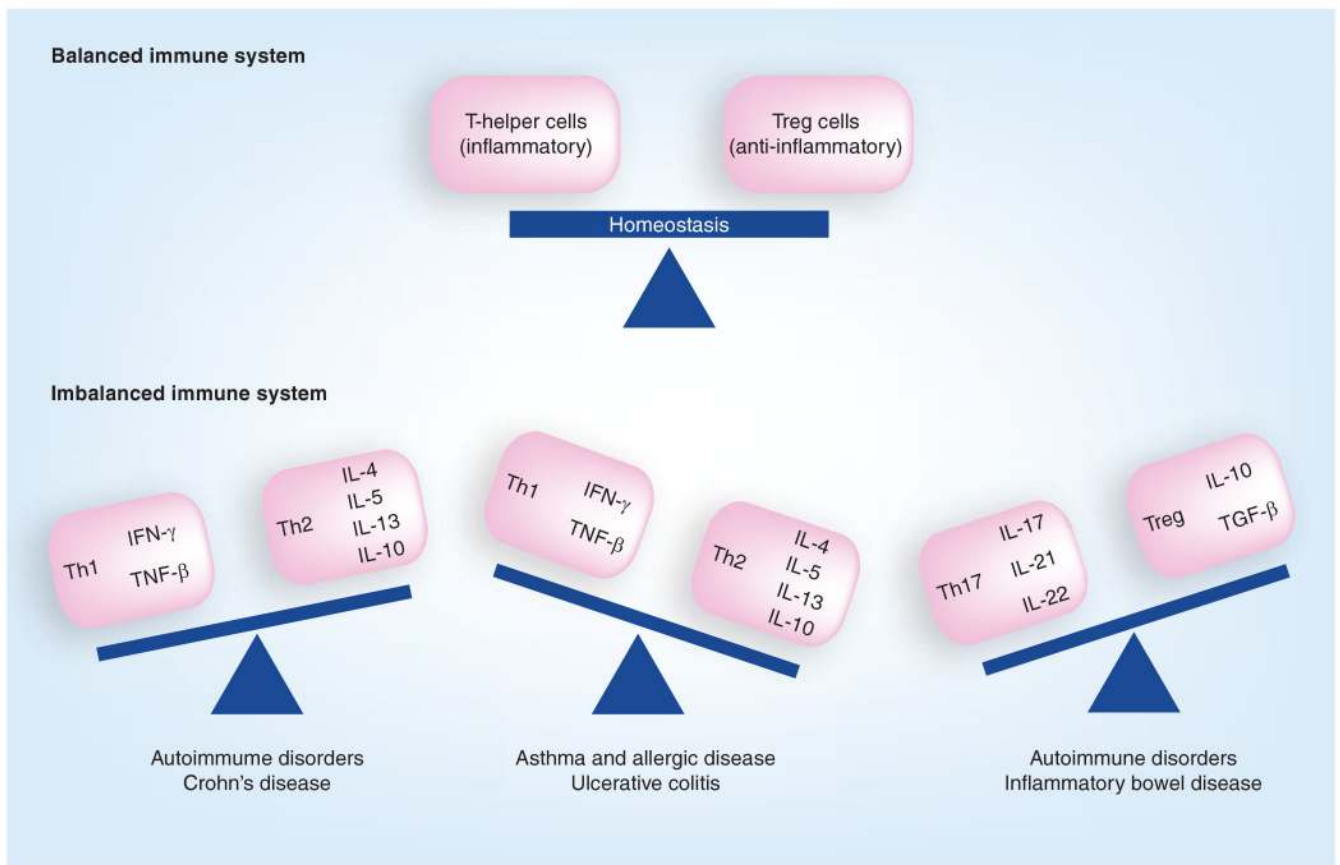 Balanced immune system
T-helper cells
(inflammatory)
Treg cells
(anti-inflammatory)
Homeostasis
Imbalanced immune system
Th1
IFN-γ
TNF-β
Th2
IL-4
IL-5
IL-13
IL-10
Autoimmume disorders
Crohn's disease
Th1
IFN-γ
TNF-β
Th2
IL-4
IL-5
IL-13
IL-10
Asthma and allergic disease
Ulcerative colitis
Th17
IL-17
IL-21
IL-22
Treg
IL-10
TGF-β
Autoimmune disorders
Inflammatory bowel disease